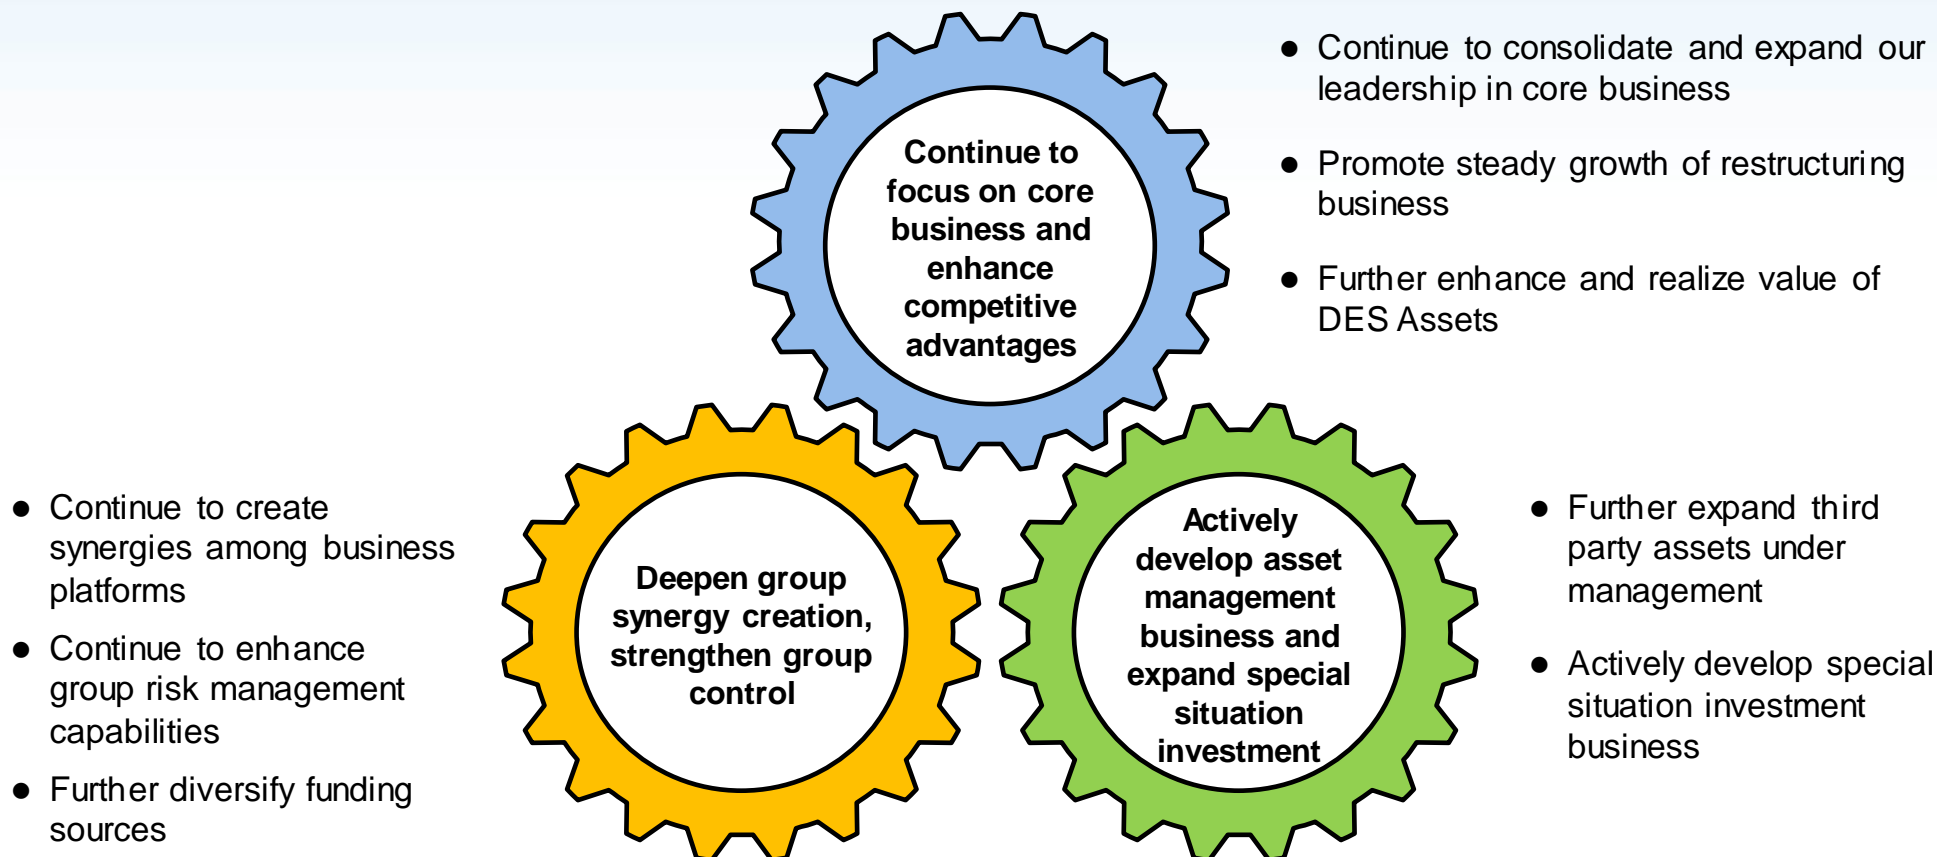 Continue to
focus on core
business and
enhance
competitive
advantages
● Continue to consolidate and expand our
leadership in core business
● Promote steady growth of restructuring
business
● Further enhance and realize value of
DES Assets
● Continue to create
synergies among business
platforms
● Continue to enhance
group risk management
capabilities
● Further diversify funding
sources
Deepen group
synergy creation,
strengthen group
control
Actively
develop asset
management
business and
expand special
situation
investment
● Further expand third
party assets under
management
● Actively develop special
situation investment
business